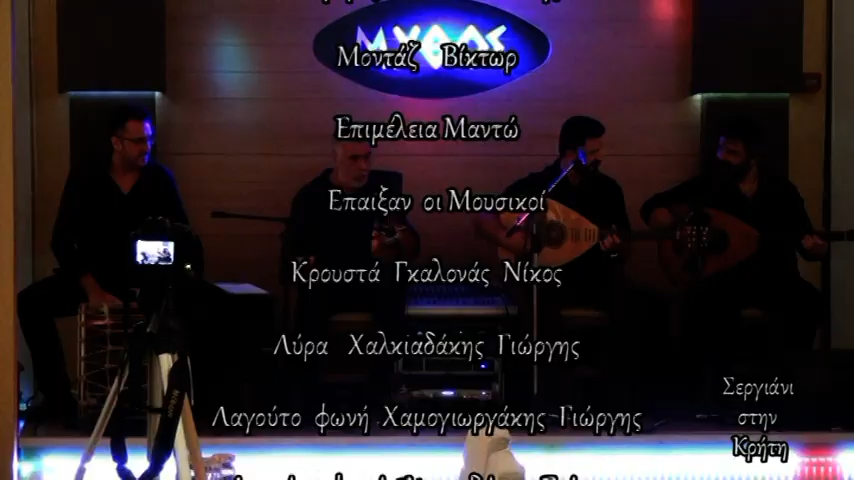 ΜΥΘΟΣ
Μοντάζ Βίκτωρ
Επιμέλεια Μαντώ
Επαιξαν οι Μουσικοί
Κρουστά Γκαλονάς Νίκος
Λύρα Χαλκιαδάκης Γιώργης
Λαγούτο φωνή Χαμογιωργάκης Γιώργης
Σεργιάνι
στην
Κρήτη